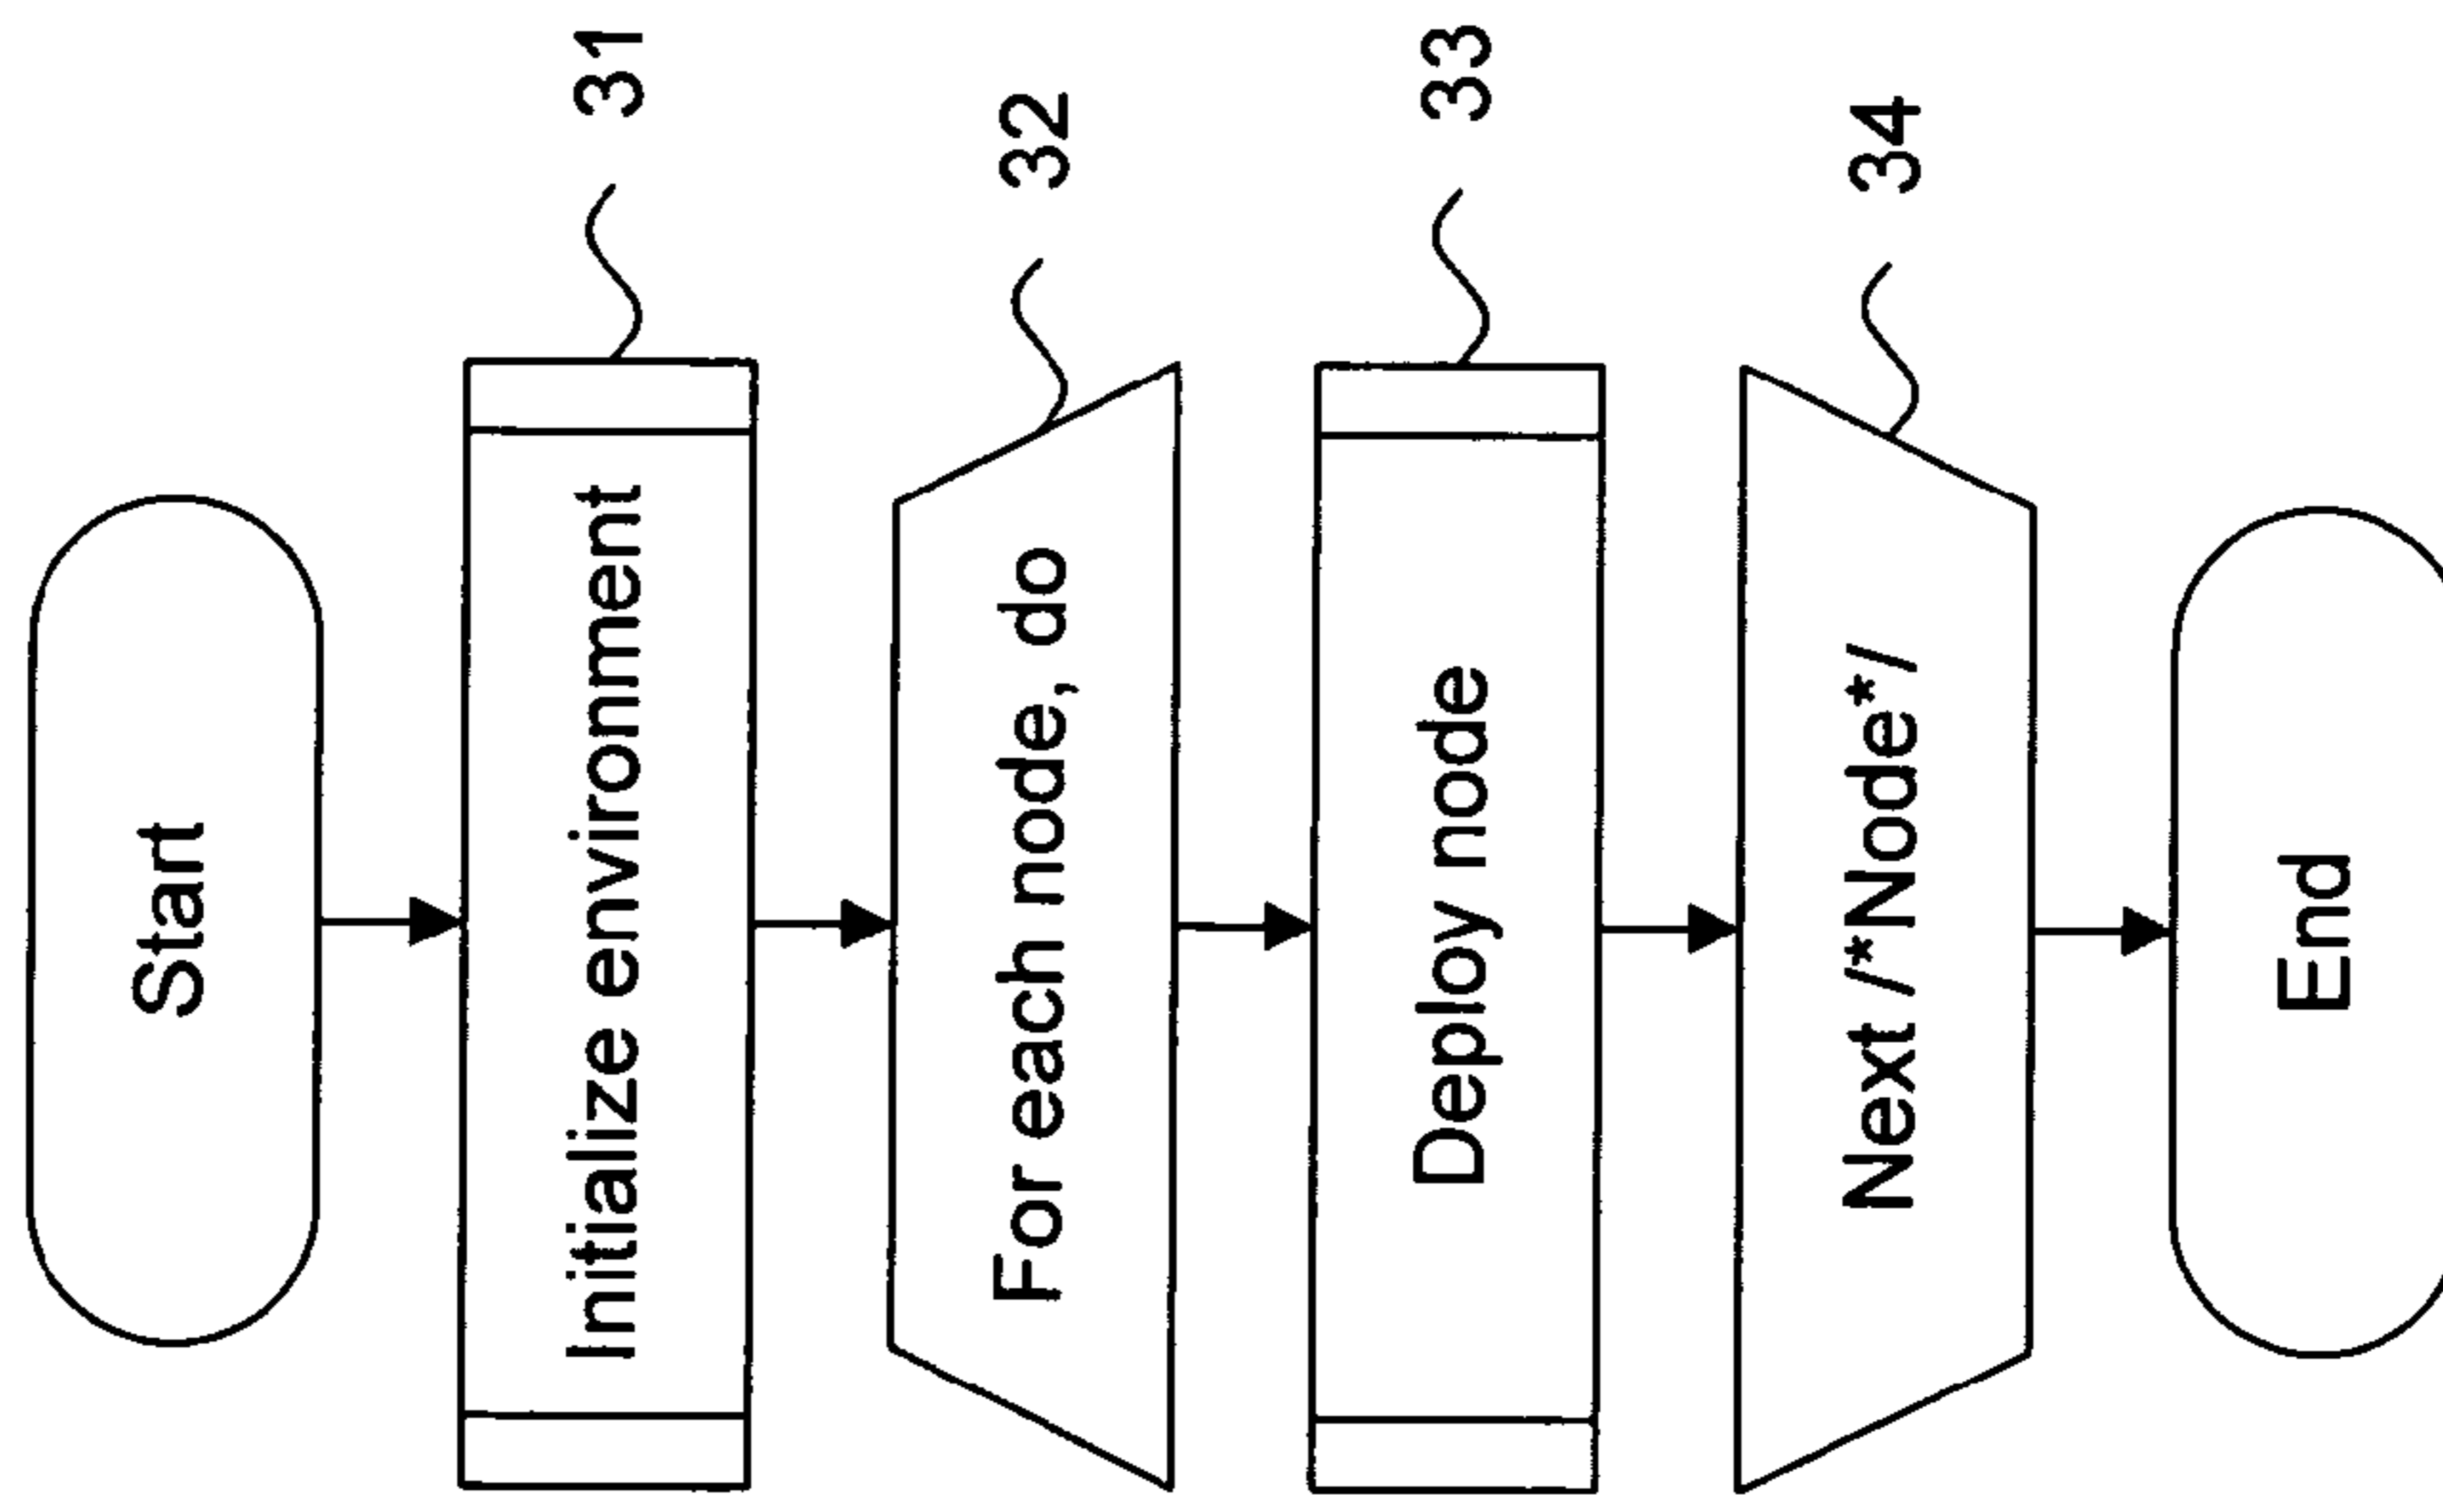 Start
Initialize environment
31
For each node, do
32
Deploy node
33
Next /*Node*/
34
End